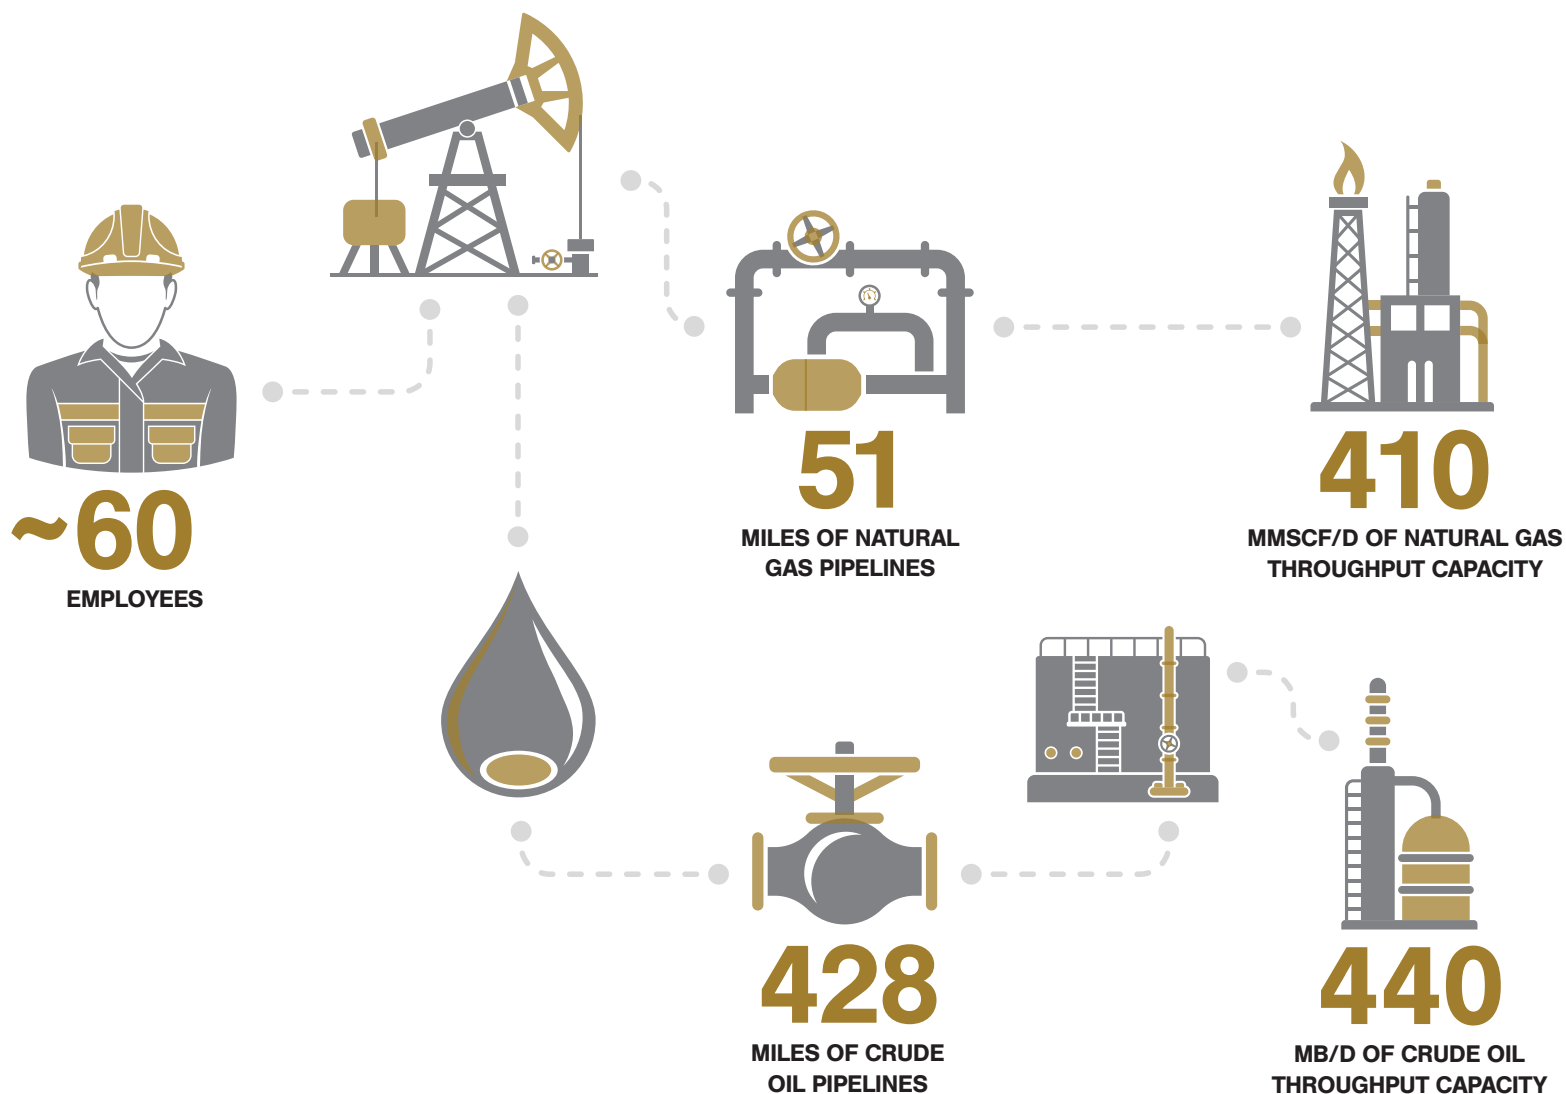 ~60
EMPLOYEES
51
MILES OF NATURAL
GAS PIPELINES
410
MMSCF/D OF NATURAL GAS
THROUGHPUT CAPACITY
428
MILES OF CRUDE
OIL PIPELINES
440
MB/D OF CRUDE OIL
THROUGHPUT CAPACITY